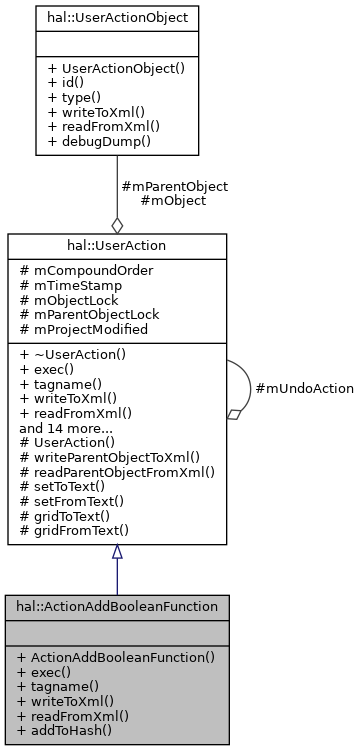 hal::UserActionObject
+ UserActionObject()
+ id()
+ type()
+ writeToXml()
+ readFromXml()
+ debugDump()
#mParentObject
#mObject
hal::UserAction
# mCompoundOrder
# mTimeStamp
# mObjectLock
# mParentObjectLock
# mProjectModified
+ ~UserAction()
+ exec()
+ tagname()
+ writeToXml()
+ readFromXml()
and 14 more...
# UserAction()
# writeParentObjectToXml()
# readParentObjectFromXml()
# setToText()
# setFromText()
# gridToText()
# gridFromText()
#mUndoAction
hal::ActionAddBooleanFunction
+ ActionAddBooleanFunction()
+ exec()
+ tagname()
+ writeToXml()
+ readFromXml()
+ addToHash()